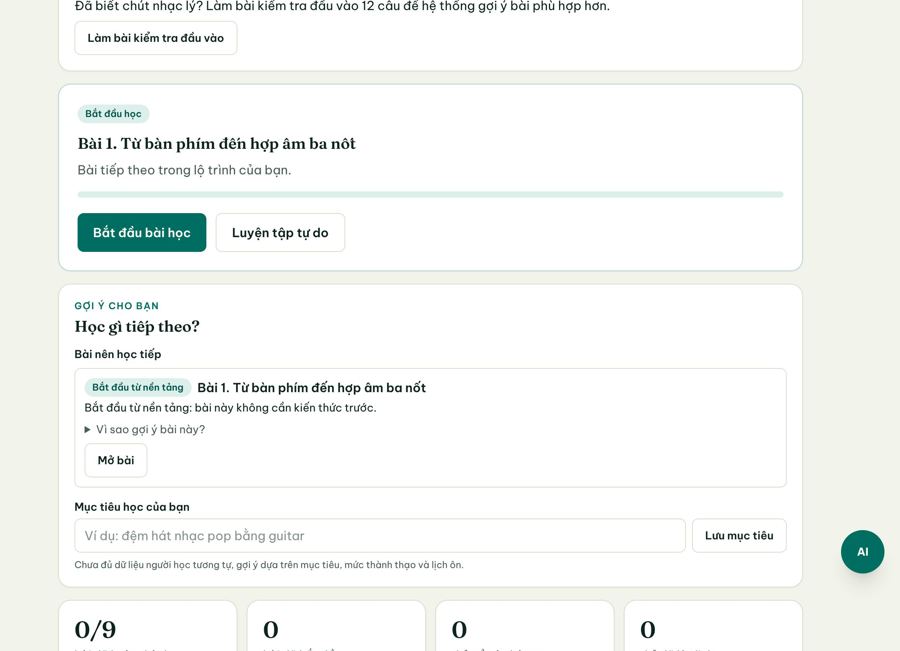 Đã biết chút nhạc lý? Làm bài kiểm tra đầu vào 12 câu để hệ thống gợi ý bài phù hợp hơn.
Làm bài kiểm tra đầu vào
Bắt đầu học
Bài 1. Từ bàn phím đến hợp âm ba nốt
Bài tiếp theo trong lộ trình của bạn.
Bắt đầu bài học
Luyện tập tự do
GỢI Ý CHO BẠN
Học gì tiếp theo?
Bài nên học tiếp
Bắt đầu từ nền tảng Bài 1. Từ bàn phím đến hợp âm ba nốt
Bắt đầu từ nền tảng: bài này không cần kiến thức trước.
Vì sao gợi ý bài này?
Mở bài
Mục tiêu học của bạn
Ví dụ: đệm hát nhạc pop bằng guitar
Lưu mục tiêu
Chưa đủ dữ liệu người học tương tự, gợi ý dựa trên mục tiêu, mức thành thạo và lịch ôn.
AI
0/9
0
0
0